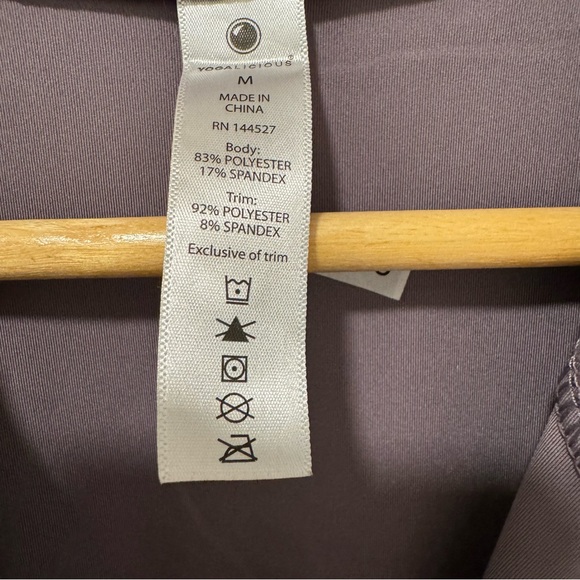 YOGALICIOUS®
M
MADE IN
CHINA
RN 144527
Body:
83% POLYESTER
17% SPANDEX
Trim:
92% POLYESTER
8% SPANDEX
Exclusive of trim